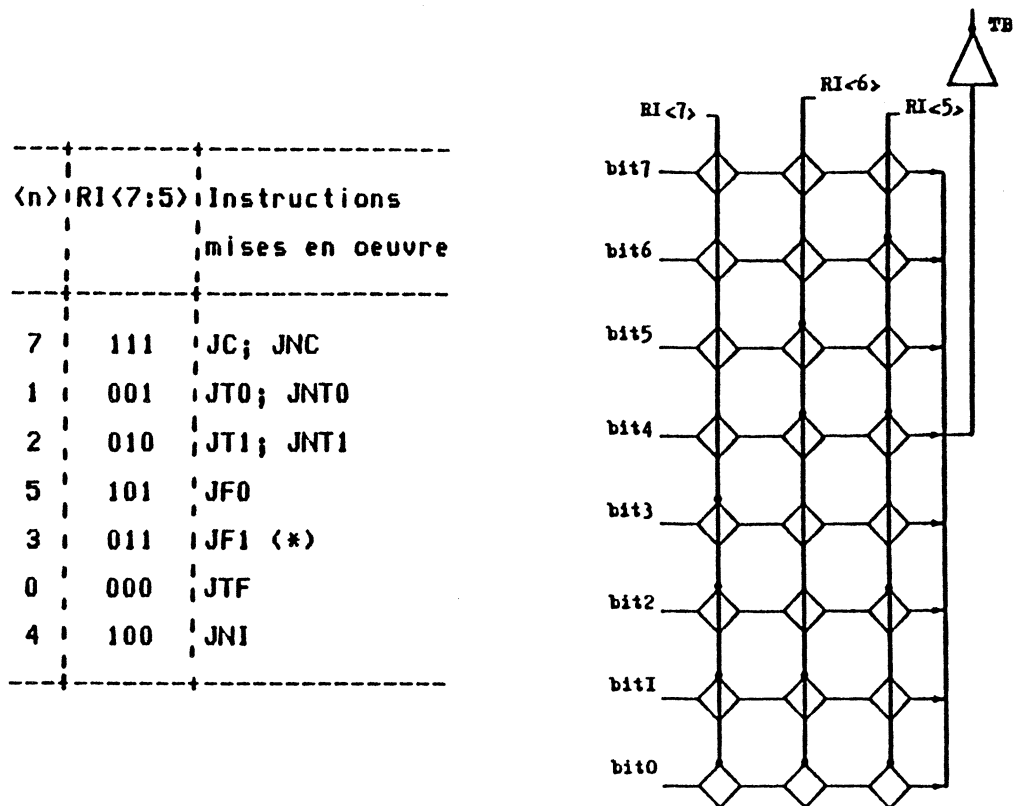 <n> RI<7:5> Instructions
mises en oeuvre
7 111 JC; JNC
1 001 JT0; JNT0
2 010 JT1; JNT1
5 101 JF0
3 011 JF1 (*)
0 000 JTF
4 100 JNI
TB
RI<7>
RI<6>
RI<5>
bit7
bit6
bit5
bit4
bit3
bit2
bitI
bit0